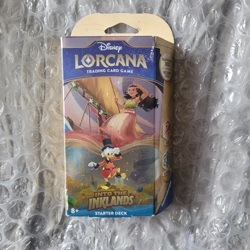 Disney
LORCANA
TRADING CARD GAME
INTO THE
INKLANDS
8+
STARTER DECK